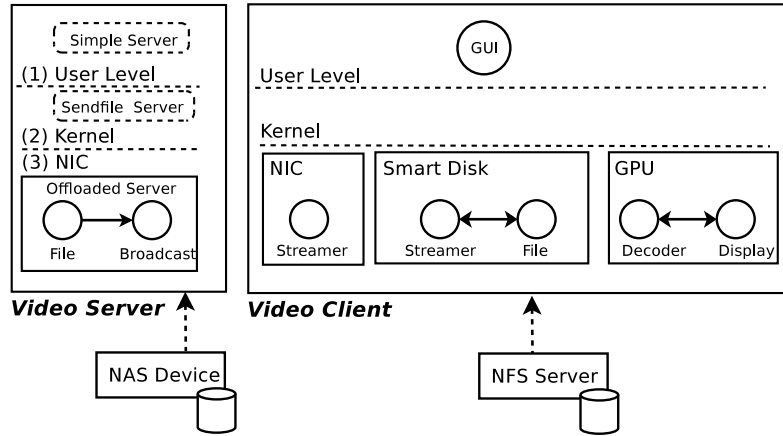 Simple Server
(1) User Level
Sendfile Server
(2) Kernel
(3) NIC
Offloaded Server
File
Broadcast
Video Server
NAS Device
GUI
User Level
Kernel
NIC
Streamer
Smart Disk
Streamer
File
GPU
Decoder
Display
Video Client
NFS Server